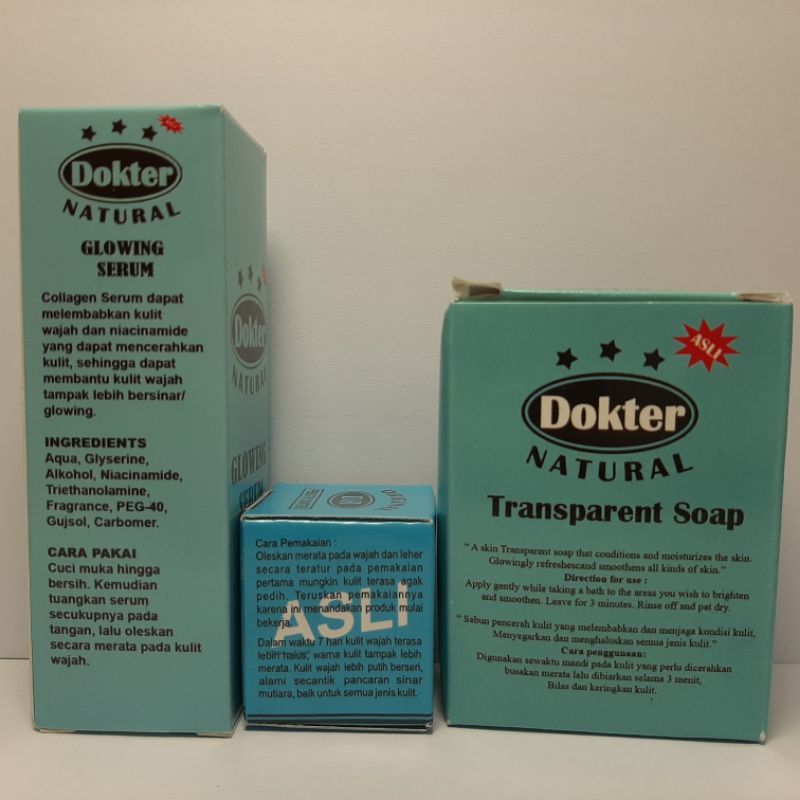 ASLI
Dokter
NATURAL
GLOWING
SERUM
Collagen Serum dapat
melembabkan kulit
wajah dan niacinamide
yang dapat mencerahkan
kulit, sehingga dapat
membantu kulit wajah
tampak lebih bersinar/
glowing.
INGREDIENTS
Aqua, Glyserine,
Alkohol, Niacinamide,
Triethanolamine,
Fragrance, PEG-40,
Gujsol, Carbomer.
CARA PAKAI
Cuci muka hingga
bersih. Kemudian
tuangkan serum
secukupnya pada
tangan, lalu oleskan
secara merata pada kulit
wajah.
Dokter
NATURAL
GLOWING
SERUM
Cara Pemakaian :
Oleskan merata pada wajah dan leher
secara teratur pada pemakaian
pertama mungkin kulit terasa agak
pedih, Teruskan pemakaiannya
karena ini menandakan produk mulai
bekerja.
ASLI
Dalam waktu 7 hari kulit wajah terasa
lebih halus, warna kulit tampak lebih
merata. Kulit wajah lebih putih berseri,
alami secantik pancaran sinar
mutiara, baik untuk semua jenis kulit.
ASLI
Dokter
NATURAL
Transparent Soap
“ A skin Transparent soap that conditions and moisturizes the skin.
Glowingly refreshescand smoothens all kinds of skin.”
Direction for use :
Apply gently while taking a bath to the areas you wish to brighten
and smoothen. Leave for 3 minutes. Rinse off and pat dry.
“ Sabun pencerah kulit yang melembabkan dan menjaga kondisi kulit,
Menyegarkan dan menghaluskan semua jenis kulit.”
Cara penggunaan:
Digunakan sewaktu mandi pada kulit yang perlu dicerahkan
busakan merata lalu dibiarkan selama 3 menit,
Bilas dan keringkan kulit.